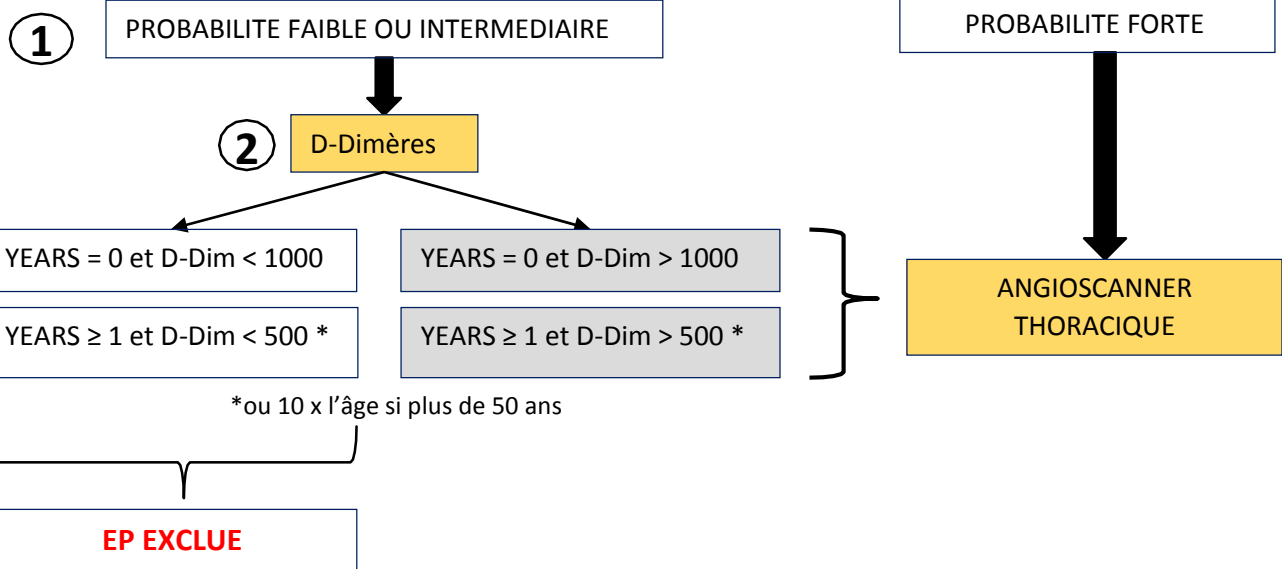 1
PROBABILITE FAIBLE OU INTERMEDIAIRE
PROBABILITE FORTE
2
D-Dimères
YEARS = 0 et D-Dim < 1000
YEARS = 0 et D-Dim > 1000
YEARS ≥ 1 et D-Dim < 500 *
YEARS ≥ 1 et D-Dim > 500 *
ANGIOSCANNER
THORACIQUE
*ou 10 x l’âge si plus de 50 ans
EP EXCLUE